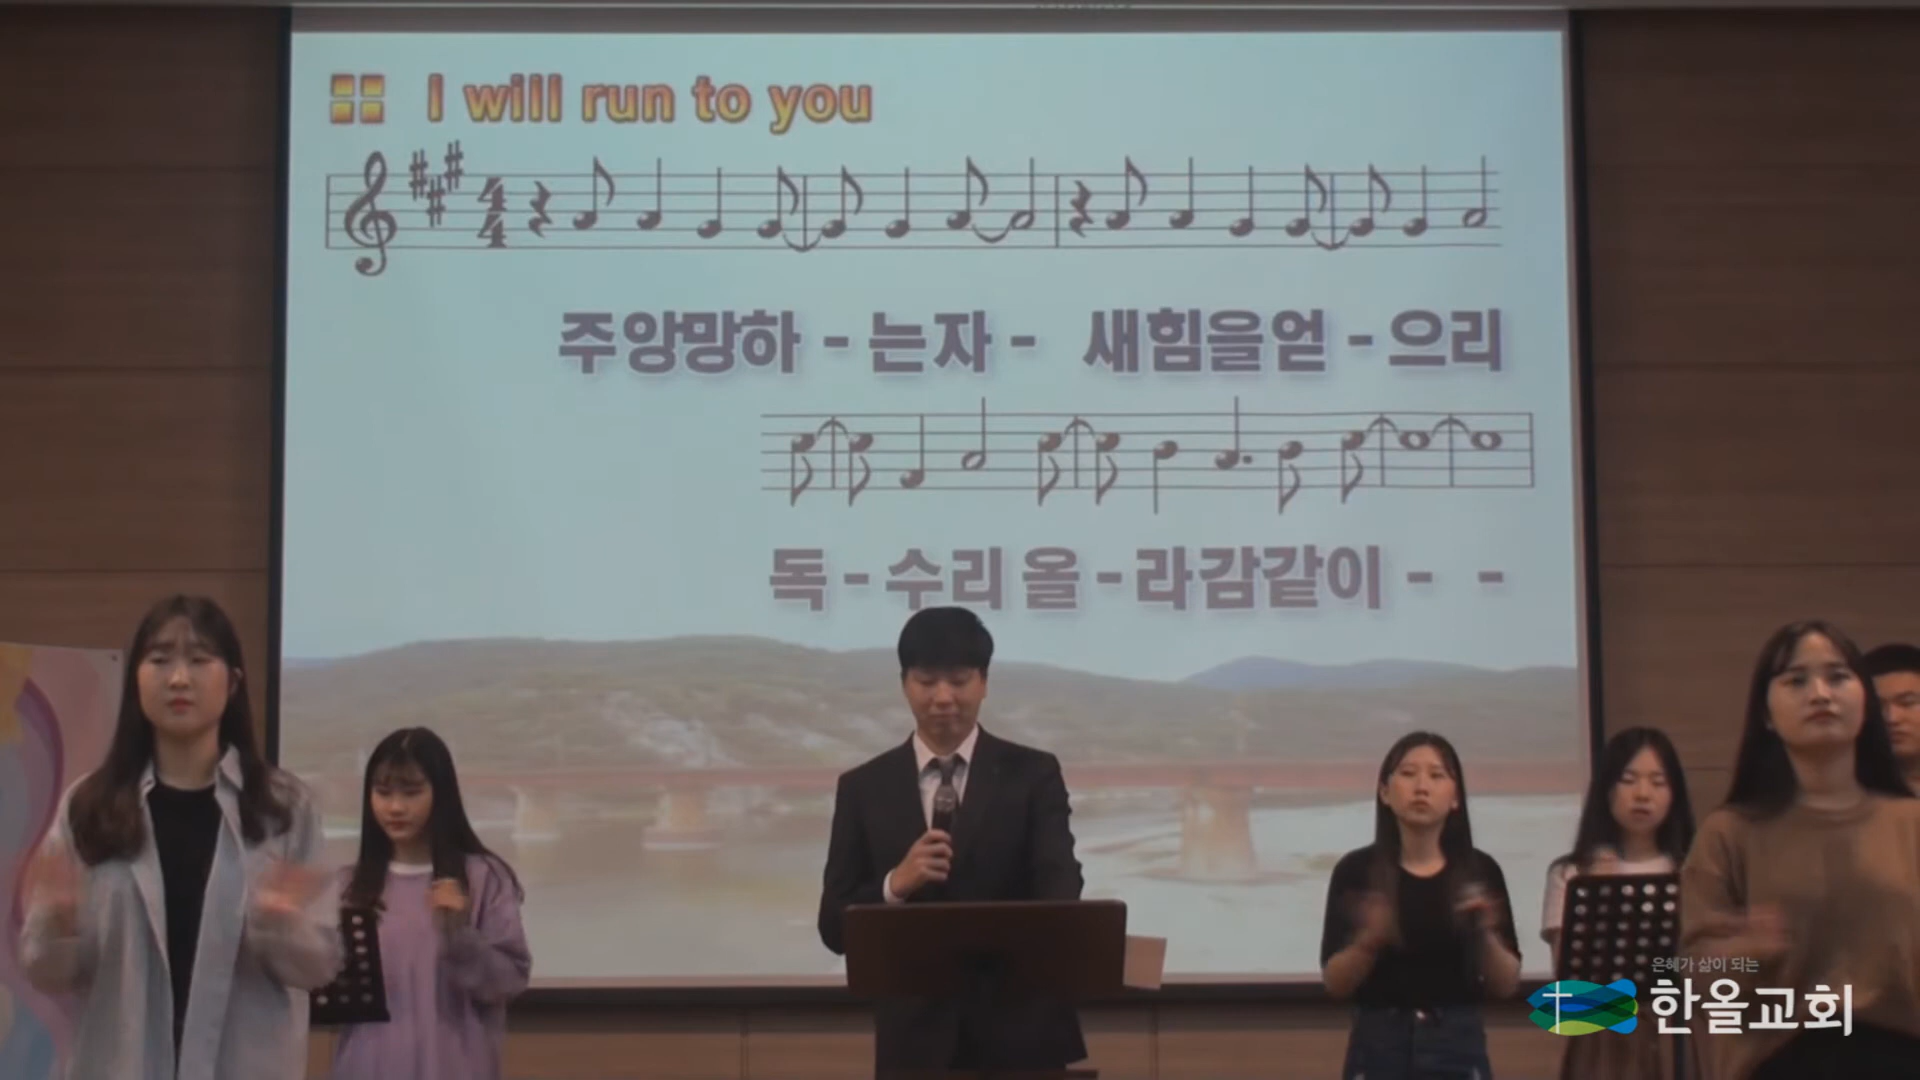 I will run to you
주앙망하 - 는자 - 새힘을얻 - 으리
독 - 수리 올 - 라감같이 - -
은혜가 삶이 되는
한올교회